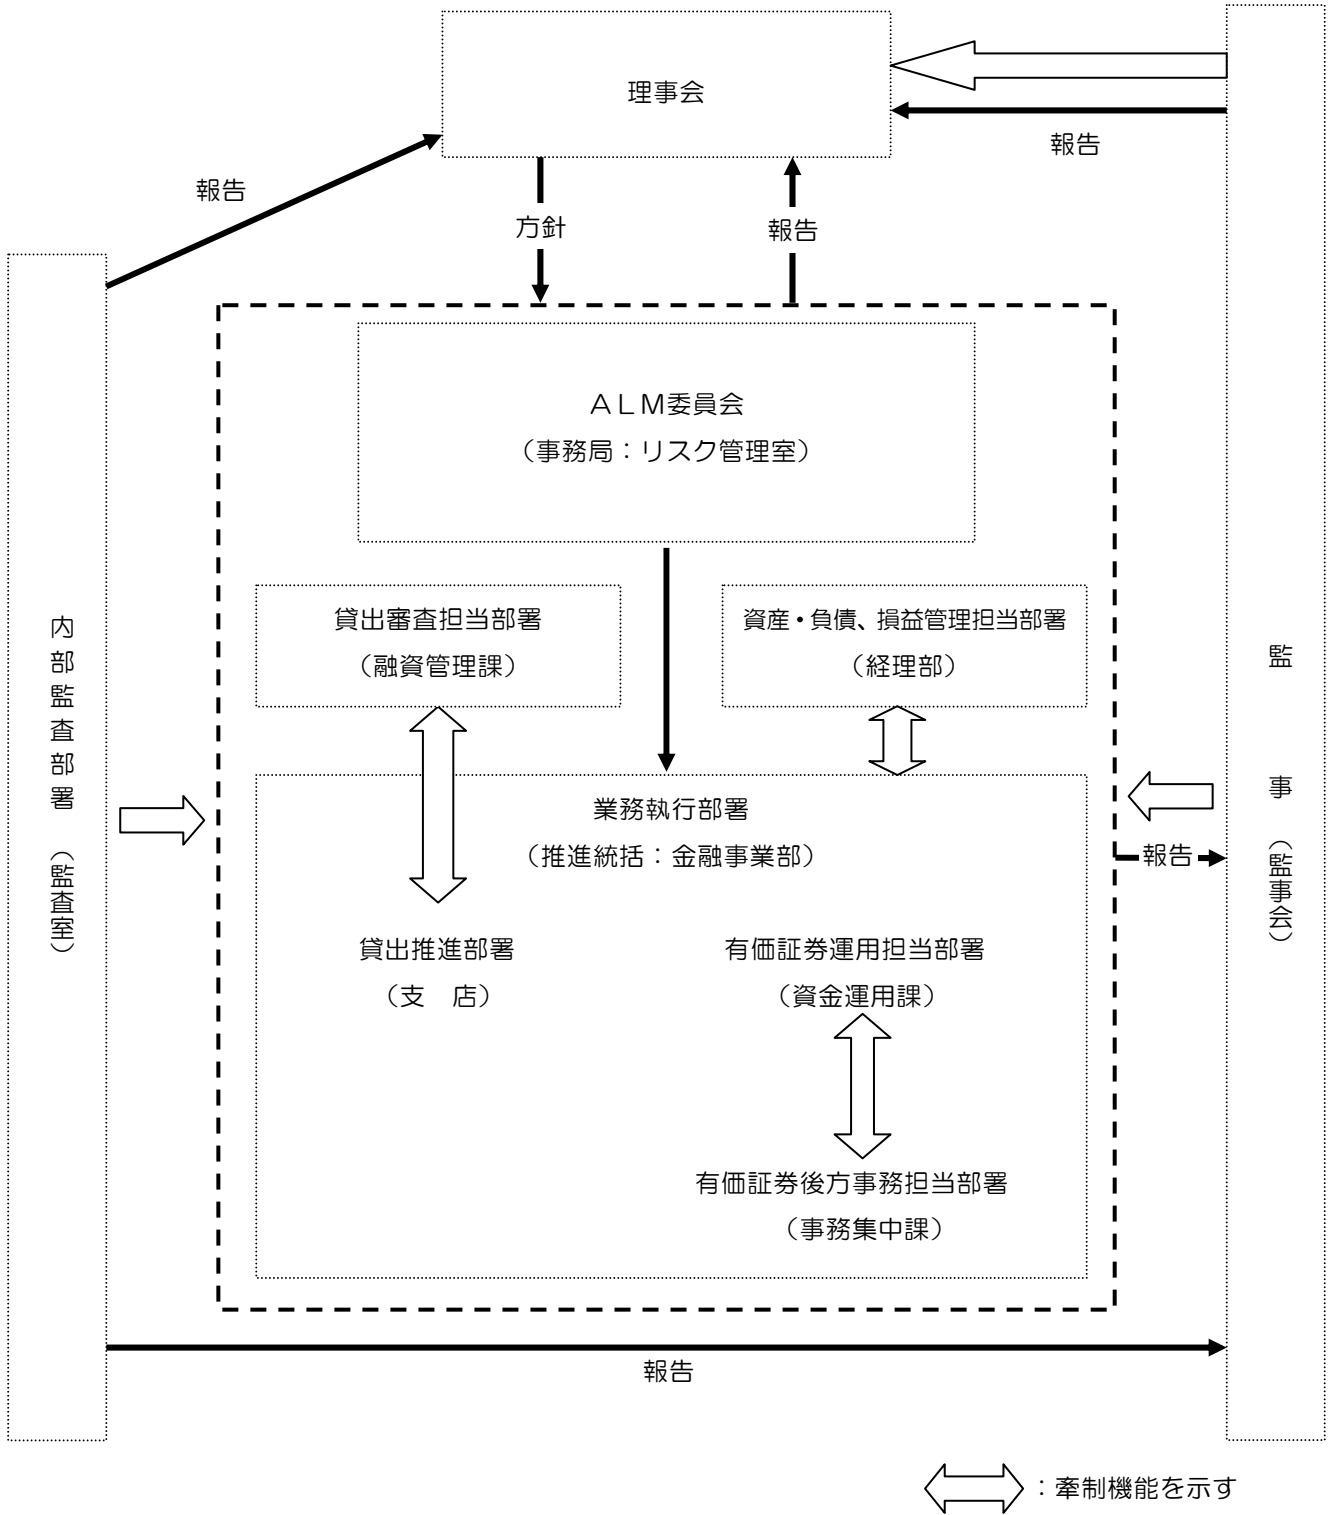 理事会
報告
報告
方針
報告
ＡＬＭ委員会
（事務局：リスク管理室）
貸出審査担当部署
（融資管理課）
資産・負債、損益管理担当部署
（経理部）
内部監査部署（監査室）
監事（監事会）
業務執行部署
（推進統括：金融事業部）
報告
貸出推進部署
（支　店）
有価証券運用担当部署
（資金運用課）
有価証券後方事務担当部署
（事務集中課）
報告
：牽制機能を示す